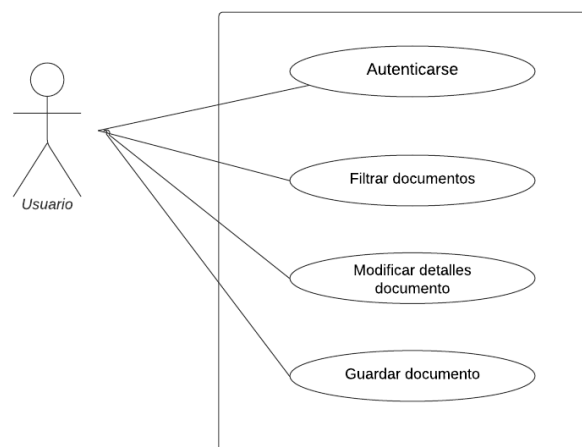 Autenticarse
Filtrar documentos
Usuario
Modificar detalles
documento
Guardar documento